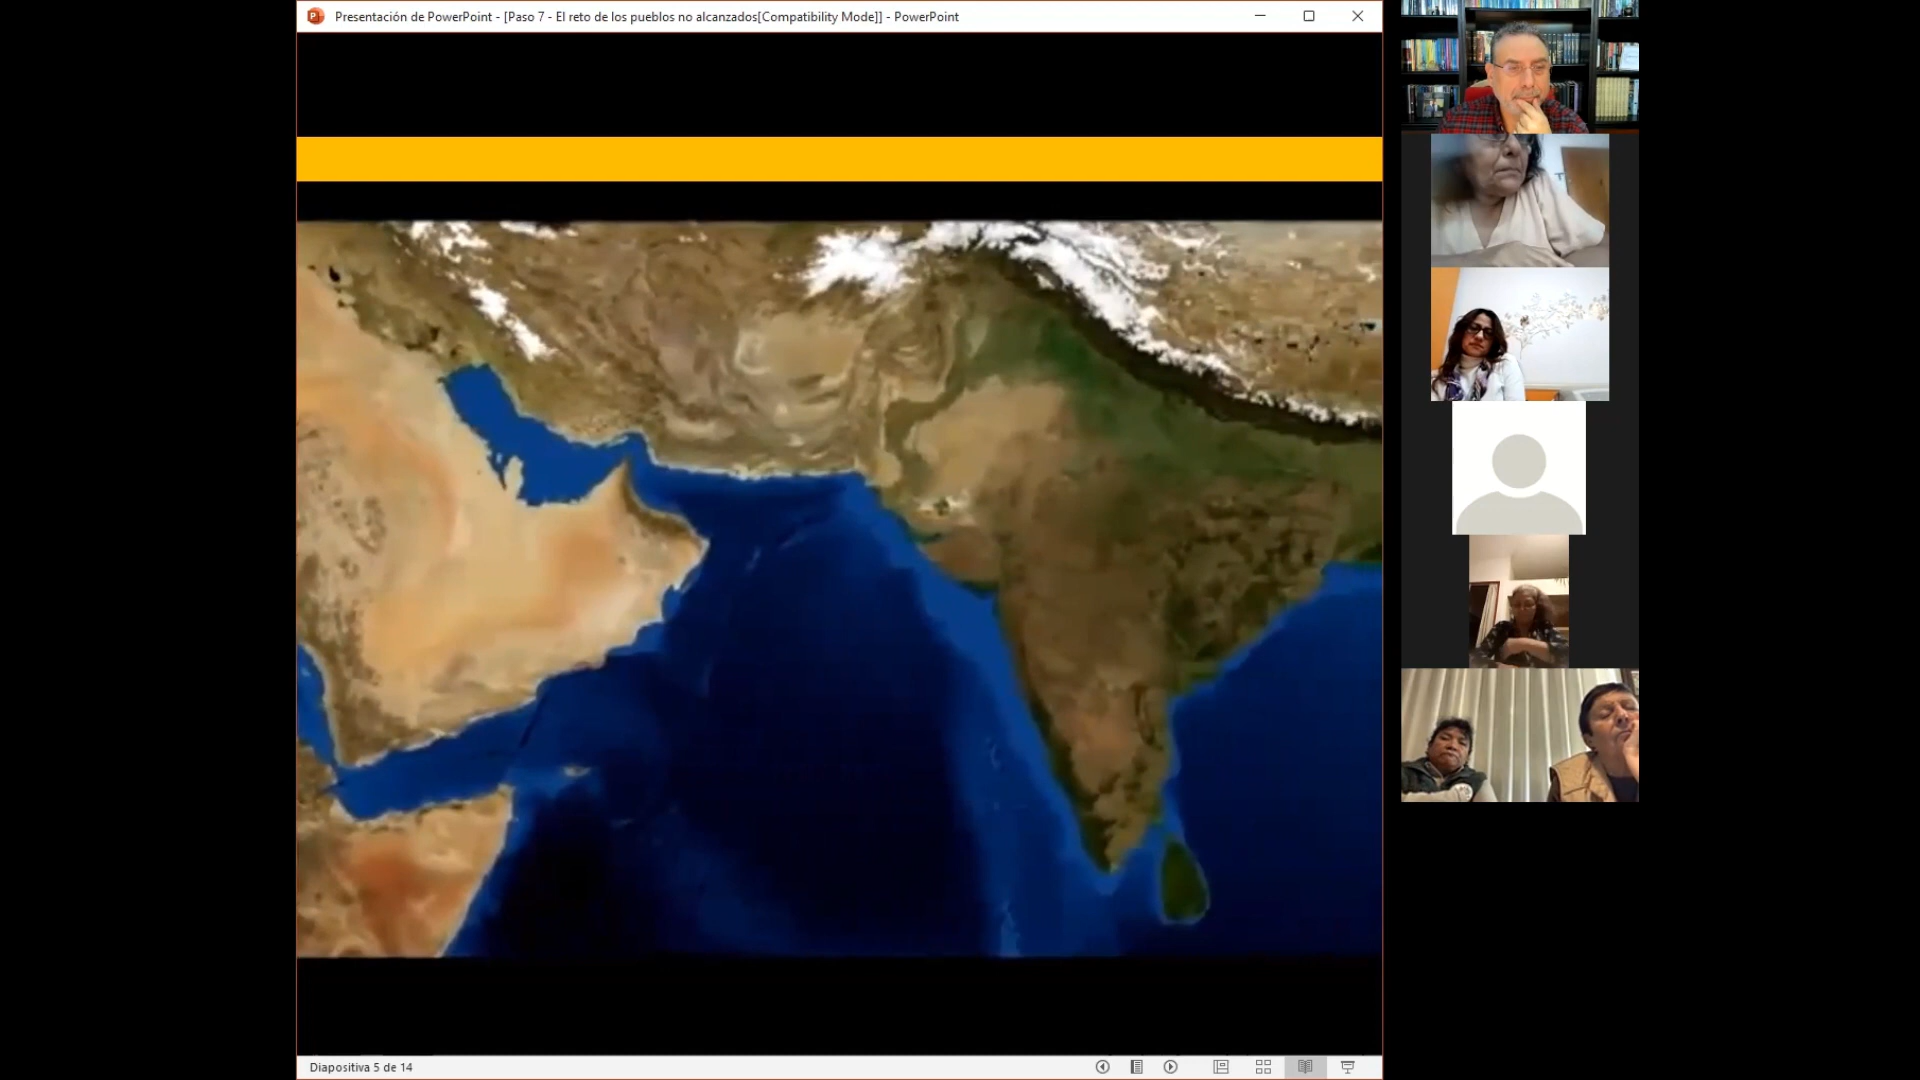 Presentación de PowerPoint - [Paso 7 - El reto de los pueblos no alcanzados[Compatibility Mode]] - PowerPoint
Diapositiva 5 de 14